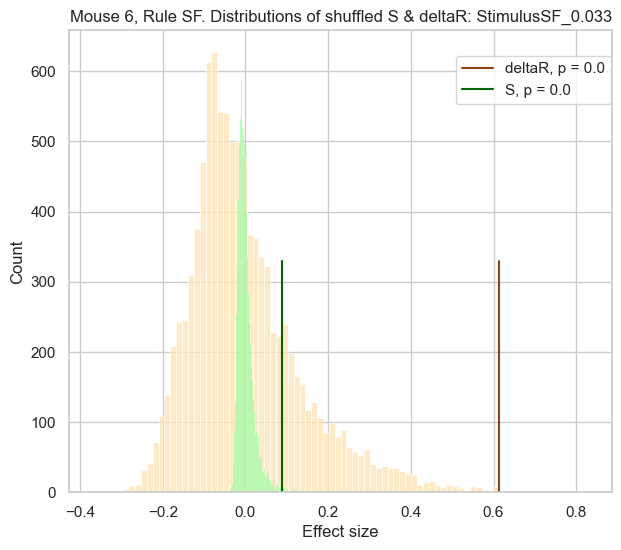 Mouse 6, Rule SF. Distributions of shuffled S & deltaR: StimulusSF_0.033
deltaR, p = 0.0
S, p = 0.0
600
500
400
300
200
100
0
Count
−0.4 −0.2 0.0 0.2 0.4 0.6 0.8
Effect size